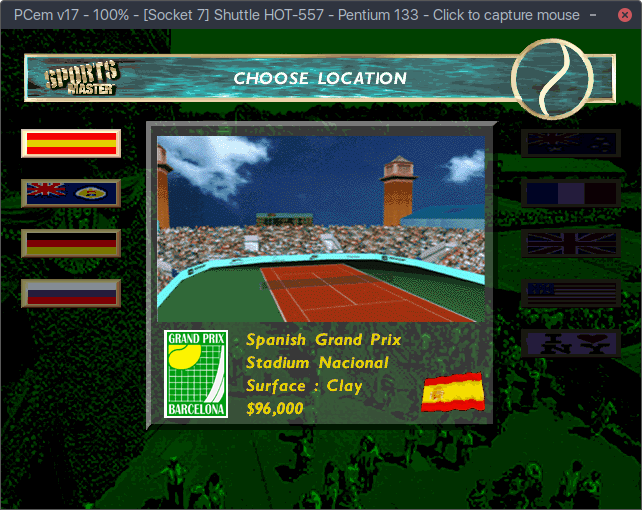 PCem v17 - 100% - [Socket 7] Shuttle HOT-557 - Pentium 133 - Click to capture mouse
SPORTS
MASTER
CHOOSE LOCATION
GRAND PRIX
BARCELONA
Spanish Grand Prix
Stadium Nacional
Surface : Clay
$96,000
I N Y